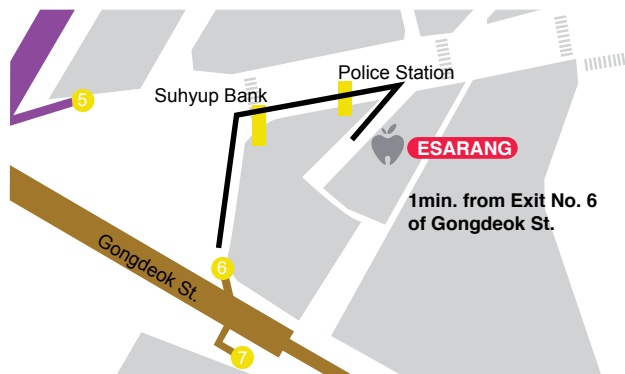 Police Station
Suhyup Bank
5
ESARANG
1min. from Exit No. 6
of Gongdeok St.
Gongdeok St.
6
7